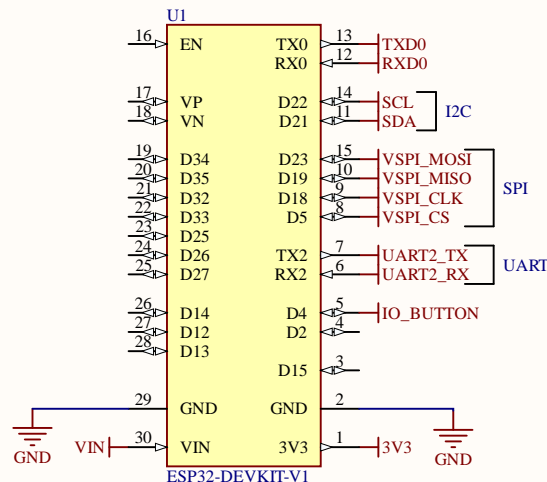 U1
16 EN TX0 13 TXD0
RX0 12 RXD0
17 VP D22 14 SCL
18 VN D21 11 SDA
I2C
19 D34 D23 15 VSPI_MOSI
20 D35 D19 10 VSPI_MISO
21 D32 D18 9 VSPI_CLK
22 D33 D5 8 VSPI_CS
SPI
23 D25
24 D26 TX2 7 UART2_TX
25 D27 RX2 6 UART2_RX
UART
26 D14 D4 5 IO_BUTTON
27 D12 D2 4
28 D13
D15 3
29 GND GND 2
GND
VIN 30 VIN 3V3 1 3V3
GND
ESP32-DEVKIT-V1